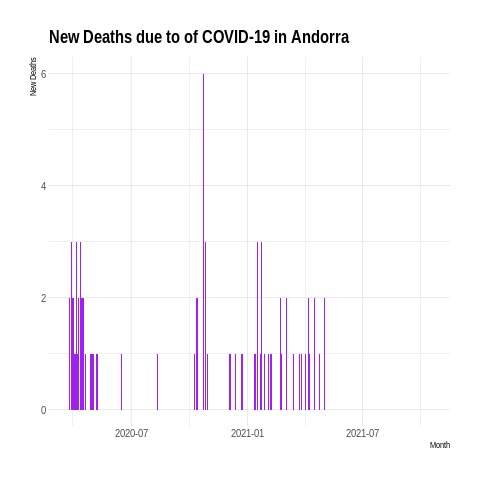 New Deaths due to of COVID-19 in Andorra
New Deaths
6
4
2
0
2020-07 2021-01 2021-07
Month